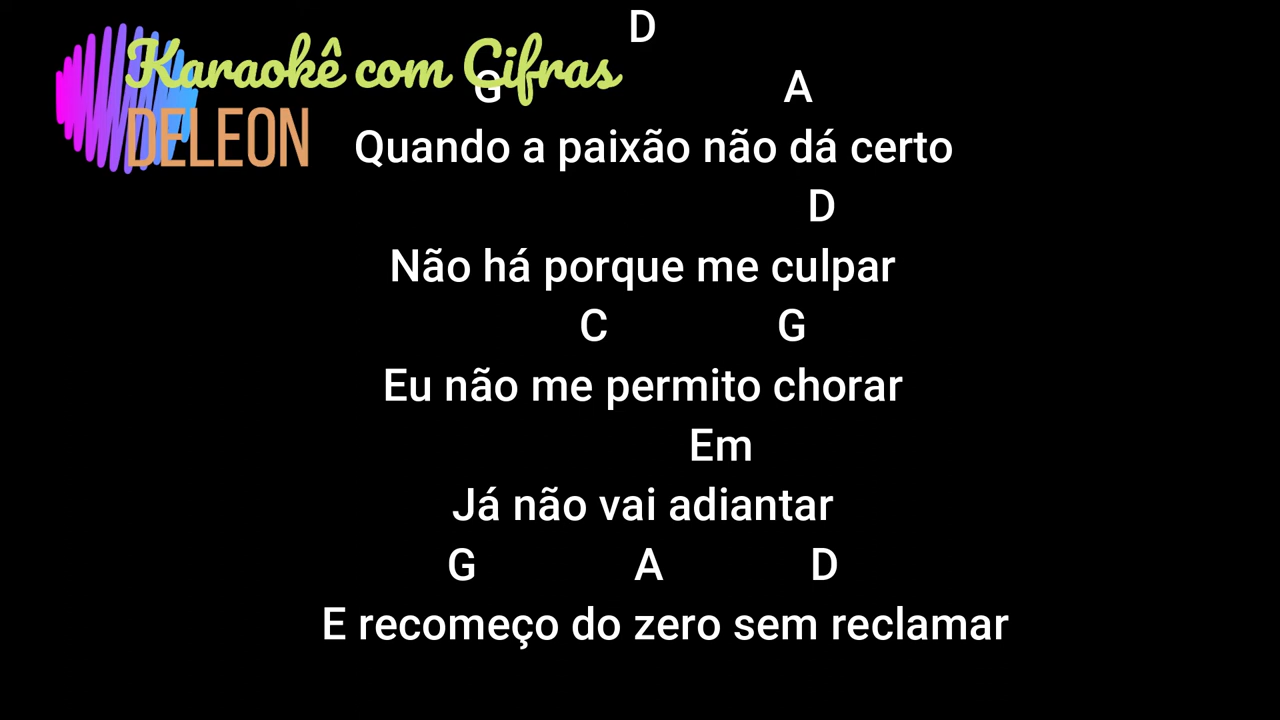 D
Karaokê com Cifras
G A
DELEON
Quando a paixão não dá certo
D
Não há porque me culpar
C G
Eu não me permito chorar
Em
Já não vai adiantar
G A D
E recomeço do zero sem reclamar